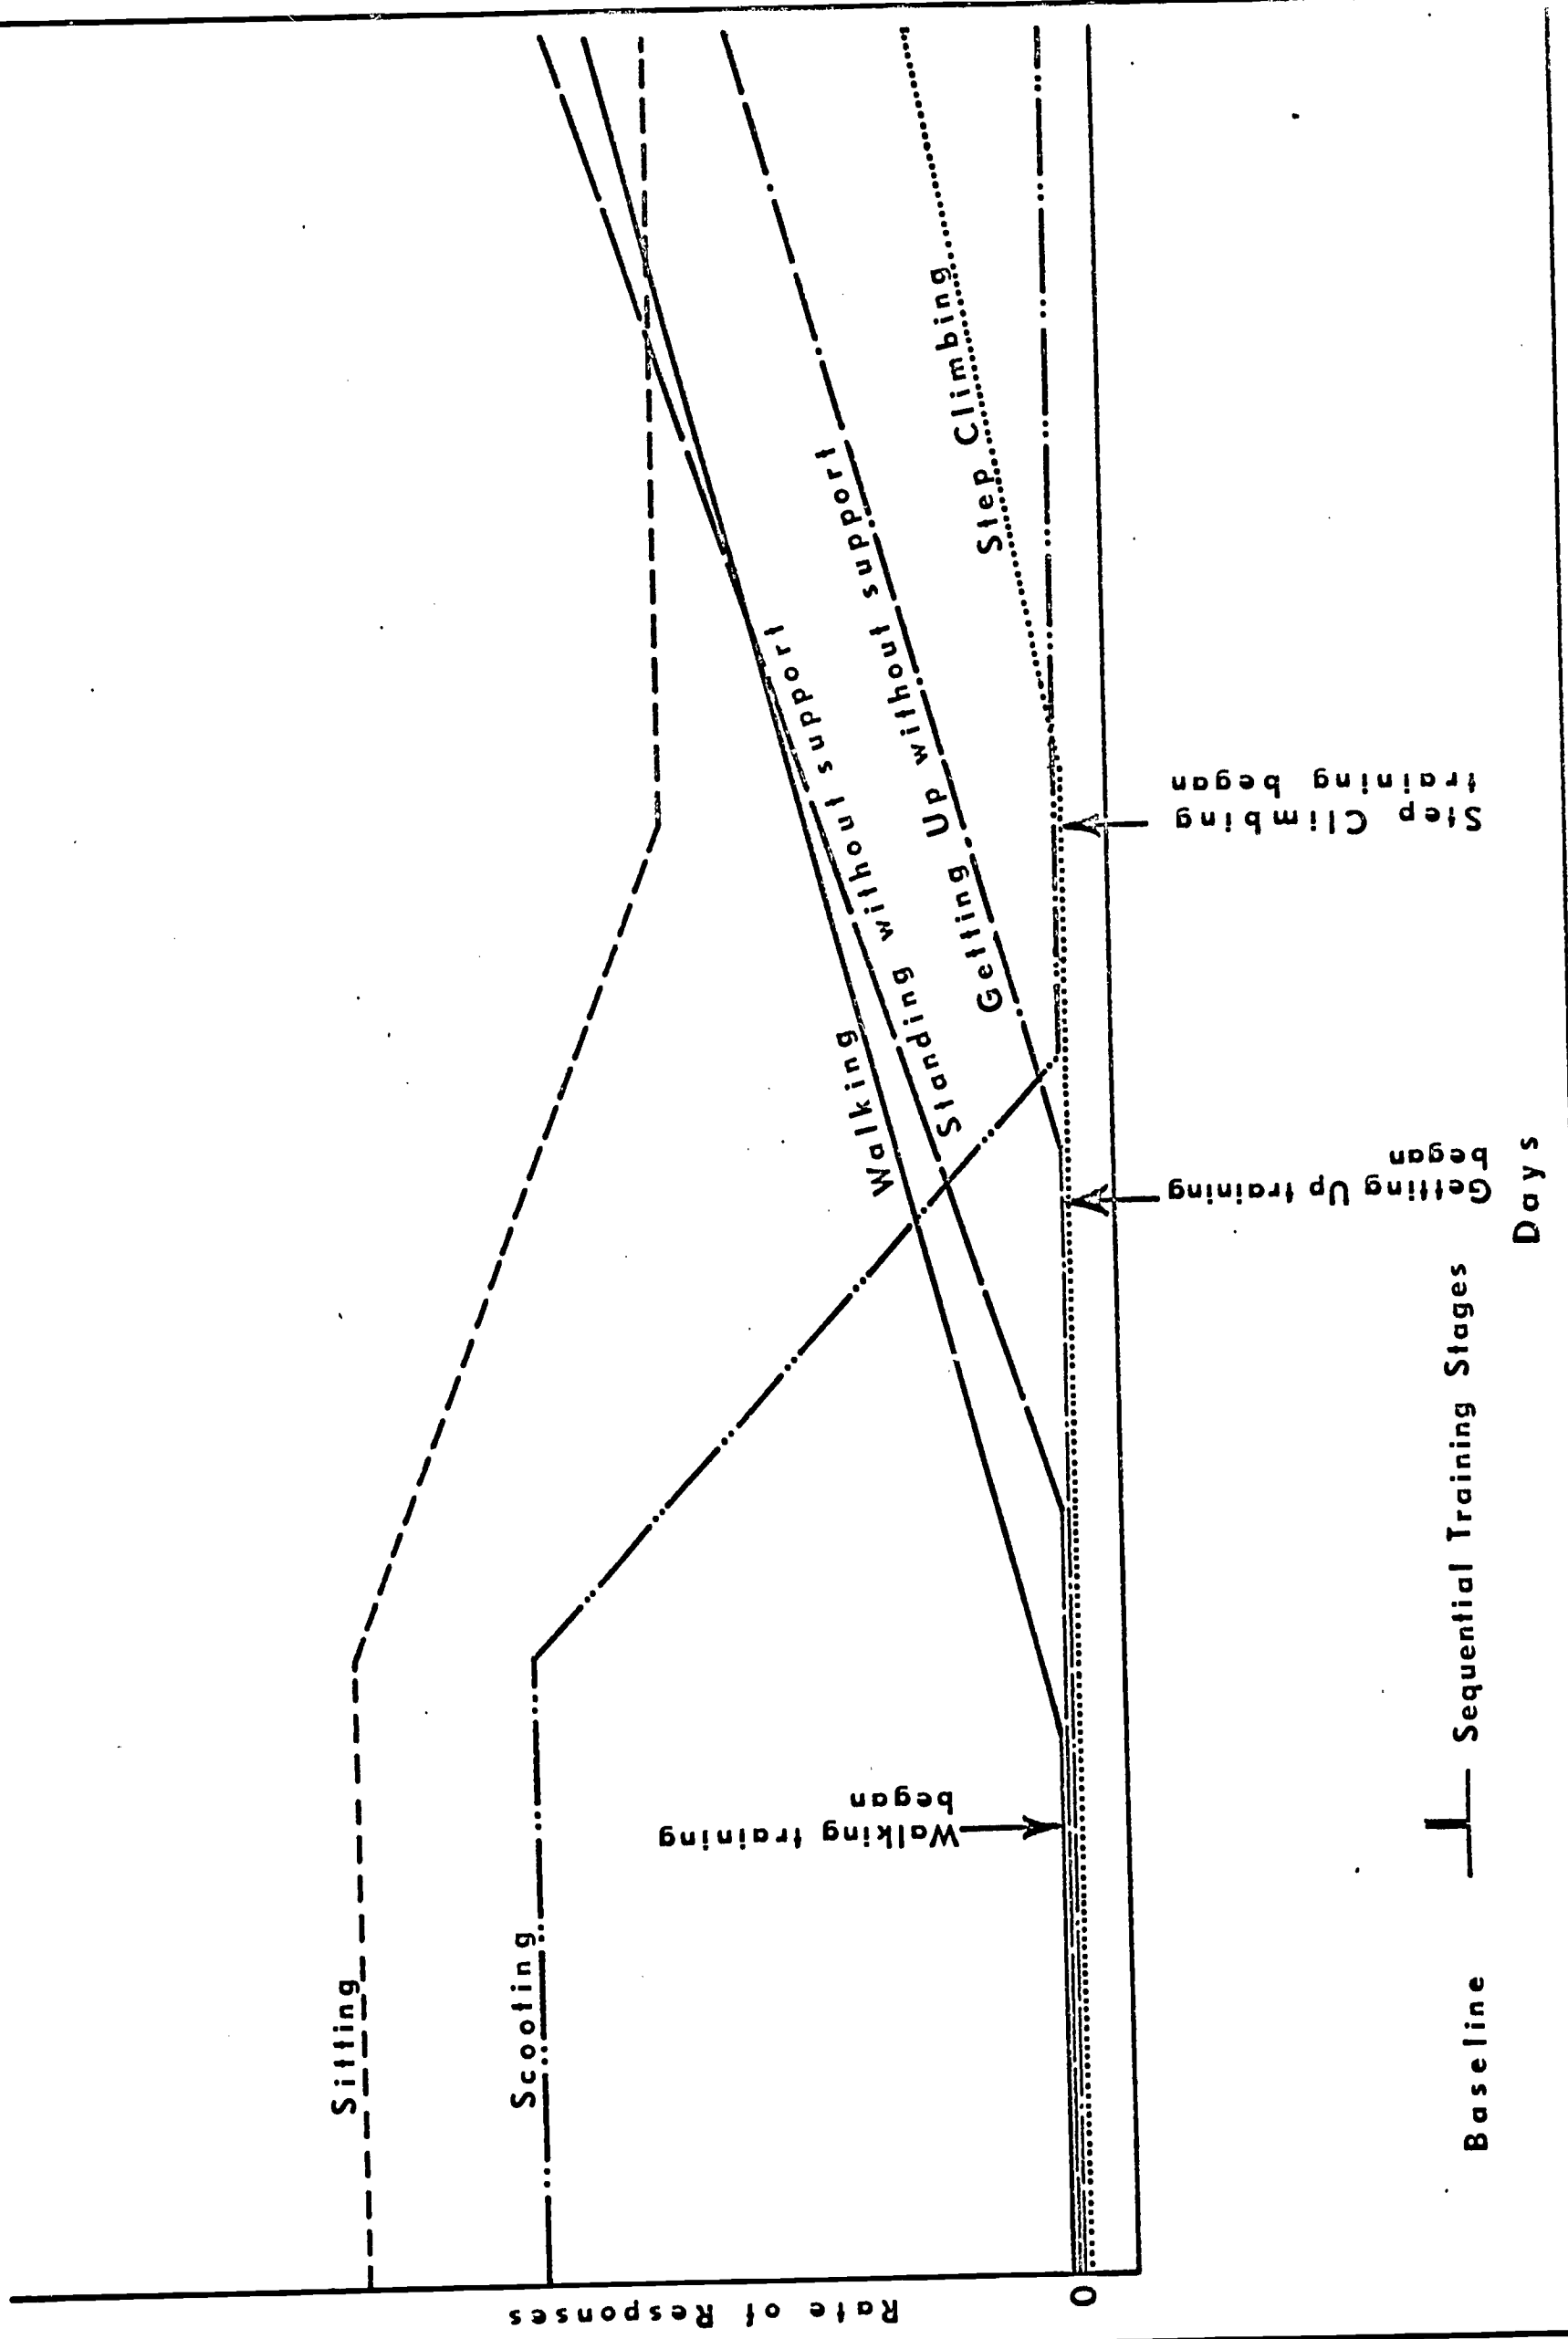 Rate of Responses
0
Sitting
Scooting
Walking training
began
Walking
Standing without support
Getting Up without support
Step Climbing
Getting Up training
began
Step Climbing
training began
Baseline
Sequential Training Stages
Days